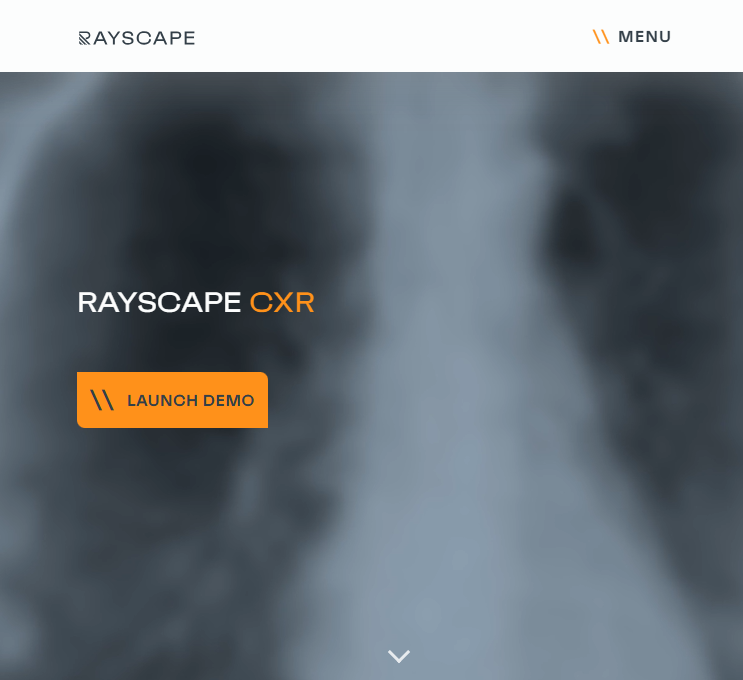 RAYSCAPE
\\ MENU
RAYSCAPE CXR
\\ LAUNCH DEMO